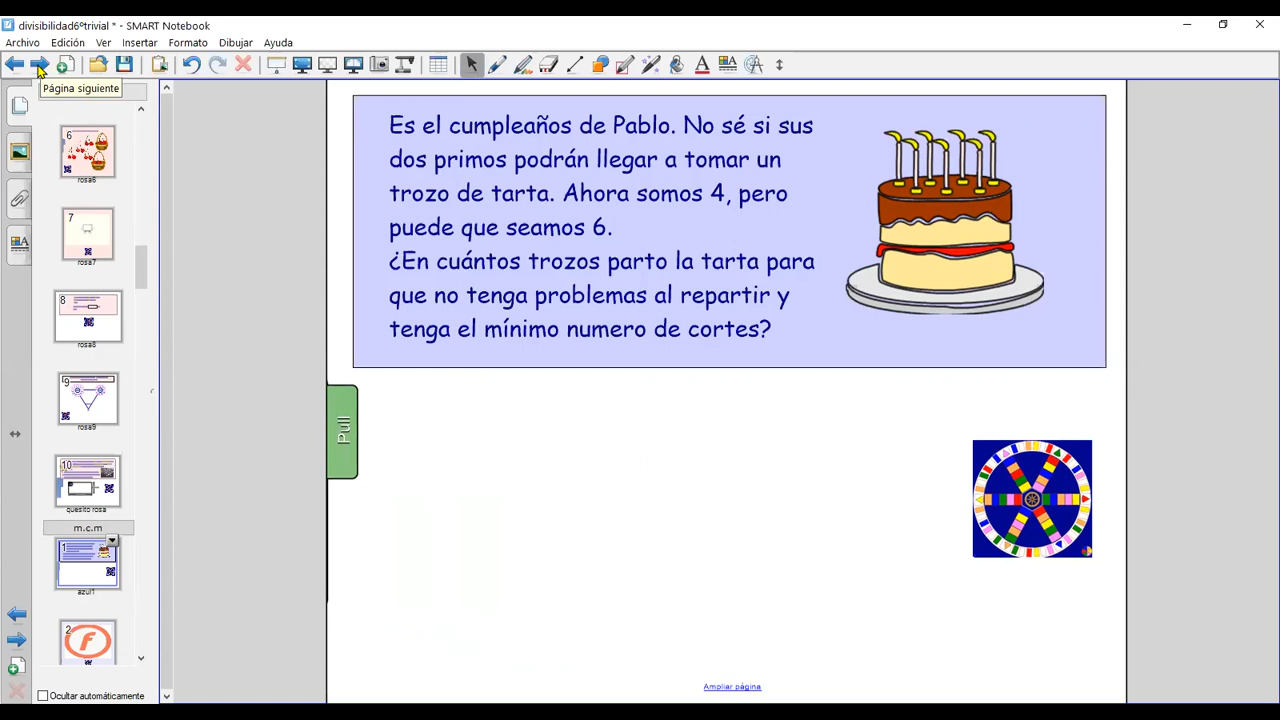 divisibilidad6ºtrivial * - SMART Notebook
Archivo Edición Ver Insertar Formato Dibujar Ayuda
Página siguiente
6
rosa6
7
rosa7
8
rosa8
9
rosa9
10
quesito rosa
m.c.m
1
azul1
2
f
Ocultar automáticamente
Es el cumpleaños de Pablo. No sé si sus
dos primos podrán llegar a tomar un
trozo de tarta. Ahora somos 4, pero
puede que seamos 6.
¿En cuántos trozos parto la tarta para
que no tenga problemas al repartir y
tenga el mínimo numero de cortes?
Pull
Ampliar página